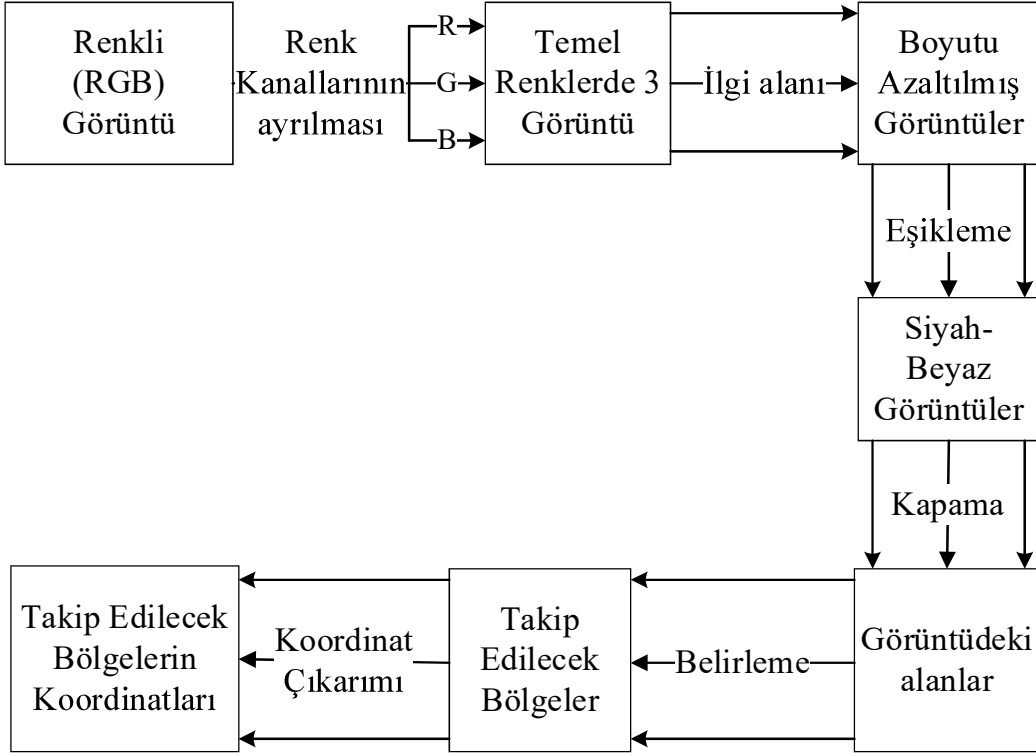 Renkli
(RGB)
Görüntü
Renk
Kanallarının
ayrılması
R
G
B
Temel
Renklerde 3
Görüntü
İlgi alanı
Boyutu
Azaltılmış
Görüntüler
Eşikleme
Siyah-
Beyaz
Görüntüler
Kapama
Görüntüdeki
alanlar
Belirleme
Takip
Edilecek
Bölgeler
Koordinat
Çıkarımı
Takip Edilecek
Bölgelerin
Koordinatları